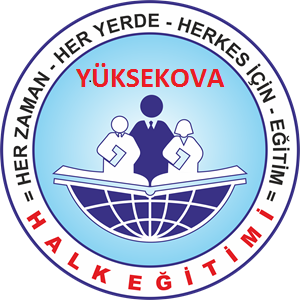 = HER ZAMAN - HER YERDE - HERKES İÇİN - EĞİTİM =
YÜKSEKOVA
HALK EĞİTİMİ